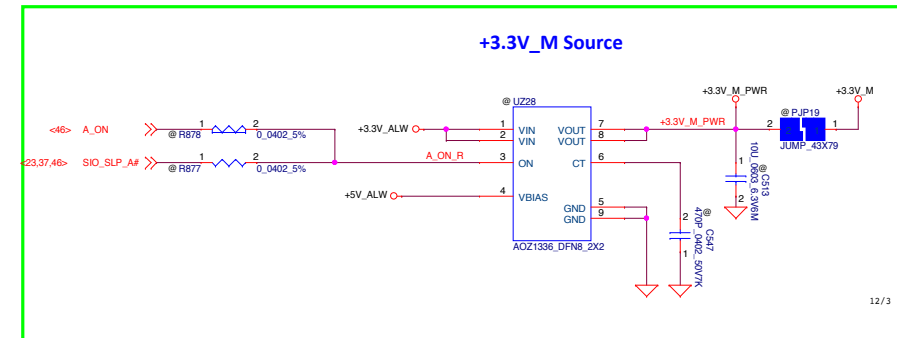 +3.3V_M Source
@ UZ28
+3.3V_M_PWR
+3.3V_M
<46> A_ON
@ R878
1
2
0_0402_5%
+3.3V_ALW
1
2
VIN
VIN
VOUT
VOUT
7
8
+3.3V_M_PWR
2
@ PJP19
1
JUMP_43X79
<23,37,46> SIO_SLP_A#
@ R877
1
2
0_0402_5%
A_ON_R
3
ON
CT
6
+5V_ALW
4
VBIAS
GND
GND
5
9
AOZ1336_DFN8_2X2
1
2
@
C513
10U_0603_6.3V6M
2
1
@
C547
470P_0402_50V7K
12/3